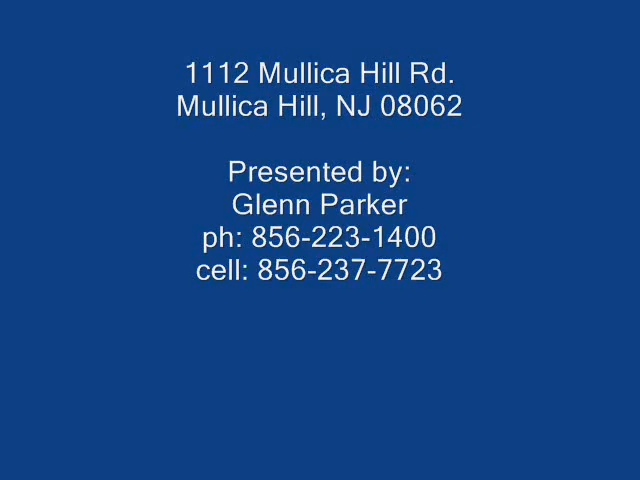 1112 Mullica Hill Rd.
Mullica Hill, NJ 08062
Presented by:
Glenn Parker
ph: 856-223-1400
cell: 856-237-7723